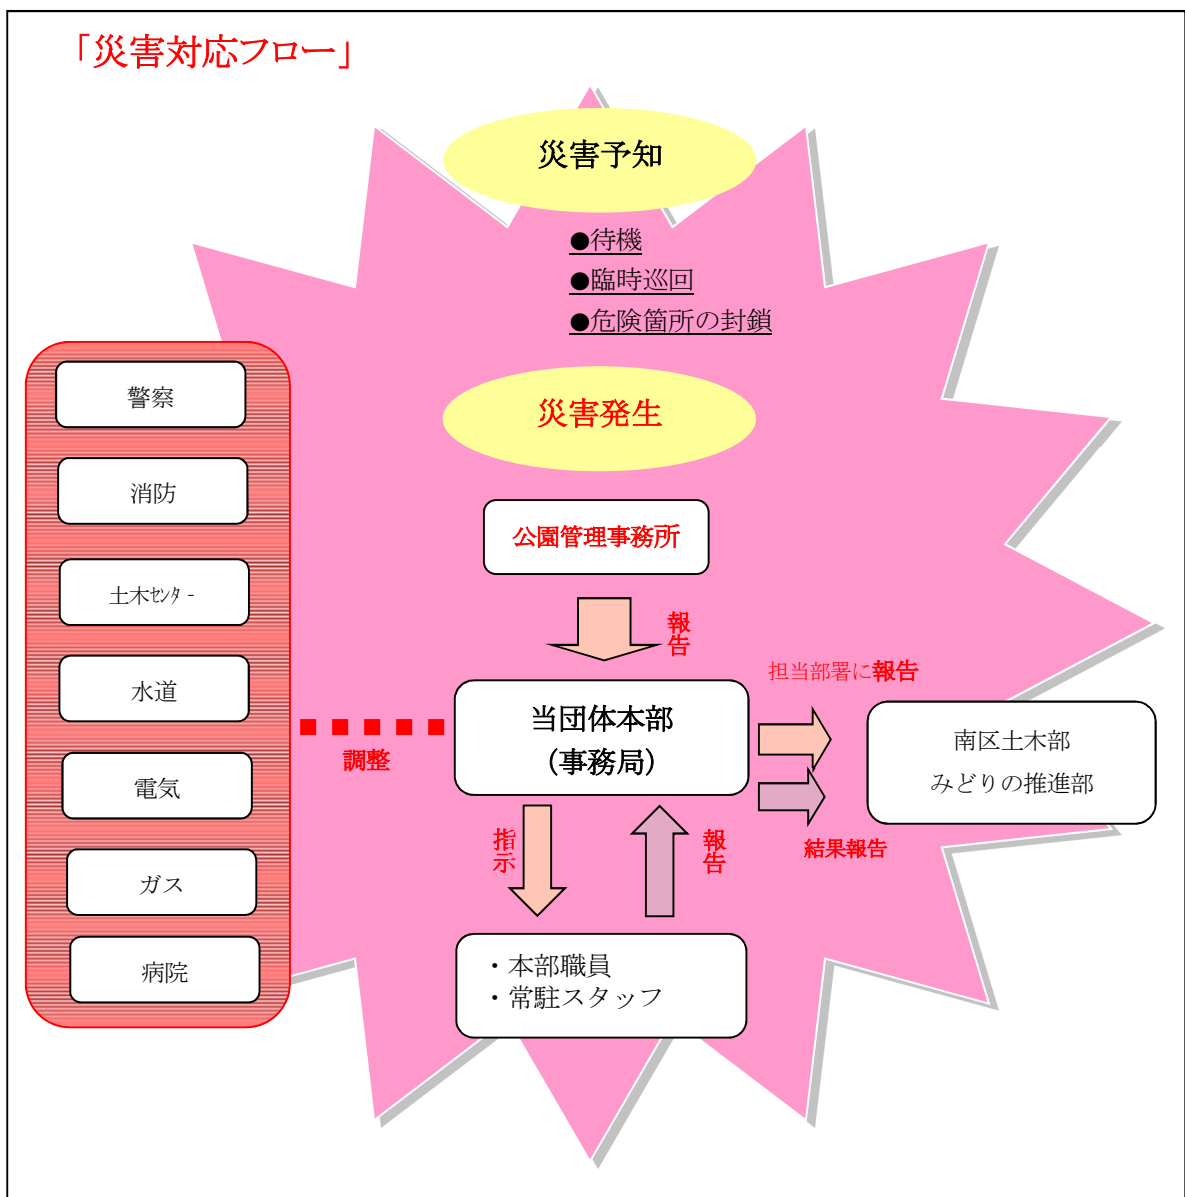 「災害対応フロー」
災害予知
●待機
●臨時巡回
●危険箇所の封鎖
災害発生
公園管理事務所
報告
当団体本部
(事務局)
担当部署に報告
結果報告
南区土木部
みどりの推進部
調整
指示
報告
・本部職員
・常駐スタッフ
警察
消防
土木ｾﾝﾀ-
水道
電気
ガス
病院